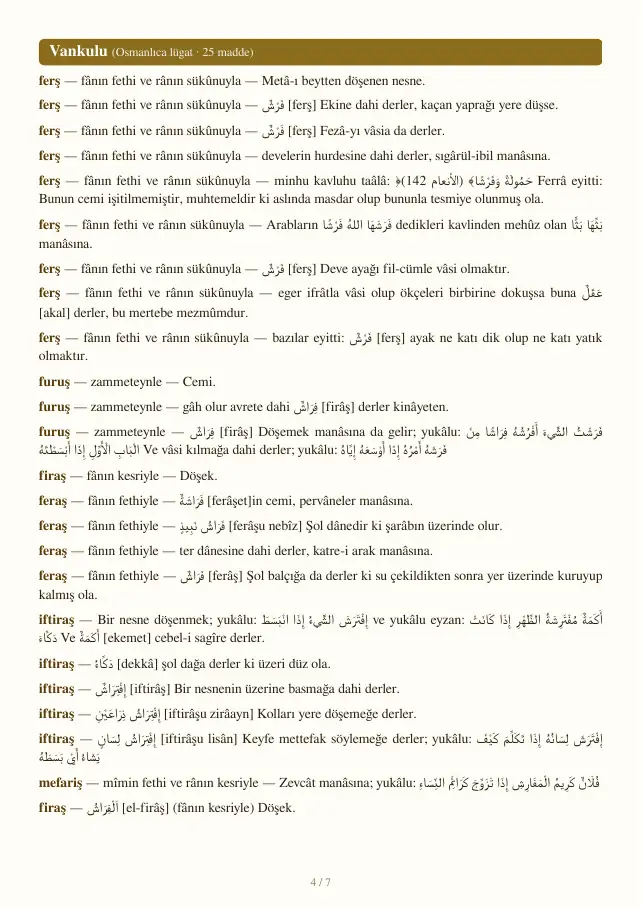 Vankulu (Osmanlıca lügat · 25 madde)
ferş — fânın fethi ve rânın sükûnuyla — Metâ-ı beytten döşenen nesne.
ferş — fânın fethi ve rânın sükûnuyla — فَرْشٌ [ferş] Ekine dahi derler, kaçan yaprağı yere düşse.
ferş — fânın fethi ve rânın sükûnuyla — فَرْشٌ [ferş] Fezâ-yı vâsia da derler.
ferş — fânın fethi ve rânın sükûnuyla — develerin hurdesine dahi derler, sıgârül-ibil manâsına.
ferş — fânın fethi ve rânın sükûnuyla — minhu kavluhu taâlâ: ﴿حَمُولَةً وَفَرْشًا﴾ (الأنعام 142) Ferrâ eyitti:
Bunun cemi işitilmemiştir, muhtemeldir ki aslında masdar olup bununla tesmiye olunmuş ola.
ferş — fânın fethi ve rânın sükûnuyla — Arabların فَرَشَهَا اللهُ فَرْشًا dedikleri kavlinden mehûz olan بَثَّهَا بَثًّا
manâsına.
ferş — fânın fethi ve rânın sükûnuyla — فَرْشٌ [ferş] Deve ayağı fil-cümle vâsi olmaktır.
ferş — fânın fethi ve rânın sükûnuyla — eger ifrâtla vâsi olup ökçeleri birbirine dokuşsa buna عَقَلٌ
[akal] derler, bu mertebe mezmûmdur.
ferş — fânın fethi ve rânın sükûnuyla — bazılar eyitti: فَرْشٌ [ferş] ayak ne katı dik olup ne katı yatık
olmaktır.
furuş — zammeteynle — Cemi.
furuş — zammeteynle — gâh olur avrete dahi فِرَاشٌ [firâş] derler kinâyeten.
furuş — zammeteynle — فِرَاشٌ [firâş] Döşemek manâsına da gelir; yukâlu: فَرَشْتُ الشَّيْءَ أَفْرُشُهُ فِرَاشًا مِنَ
الْبَابِ الْأَوَّلِ إِذَا أَبْسَطْتَهُ Ve vâsi kılmağa dahi derler; yukâlu: فَرَشَهُ أَمْرَهُ إِذَا أَوْسَعَهُ إِيَّاهُ
firaş — fânın kesriyle — Döşek.
feraş — fânın fethiyle — فَرَاشَةٌ [ferâşet]in cemi, pervâneler manâsına.
feraş — fânın fethiyle — فَرَاشُ نَبِيذٍ [ferâşu nebîz] Şol dânedir ki şarâbın üzerinde olur.
feraş — fânın fethiyle — ter dânesine dahi derler, katre-i arak manâsına.
feraş — fânın fethiyle — فَرَاشٌ [ferâş] Şol balçığa da derler ki su çekildikten sonra yer üzerinde kuruyup
kalmış ola.
iftiraş — Bir nesne döşenmek; yukâlu: إِفْتَرَشَ الشَّيْءُ إِذَا انْبَسَطَ ve yukâlu eyzan: أَكَمَةٌ مُفْتَرِشَةُ الظَّهْرِ إِذَا كَانَتْ
دَكَّاءَ Ve أَكَمَةٌ [ekemet] cebel-i sagîre derler.
iftiraş — دَكَّاءُ [dekkâ] şol dağa derler ki üzeri düz ola.
iftiraş — إِفْتِرَاشٌ [iftirâş] Bir nesnenin üzerine basmağa dahi derler.
iftiraş — إِفْتِرَاشُ ذِرَاعَيْنِ [iftirâşu zirâayn] Kolları yere döşemeğe derler.
iftiraş — إِفْتِرَاشُ لِسَانٍ [iftirâşu lisân] Keyfe mettefak söylemeğe derler; yukâlu: إِفْتَرَشَ لِسَانُهُ إِذَا تَكَلَّمَ كَيْفَ
يَشَاءُ أَيْ بَسَطَهُ
mefariş — mîmin fethi ve rânın kesriyle — Zevcât manâsına; yukâlu: فُلَانٌ كَرِيمُ الْمَفَارِشِ إِذَا تَزَوَّجَ كَرَائِمَ النِّسَاءِ
firaş — اَلْفِرَاشُ [el-firâş] (fânın kesriyle) Döşek.
4 / 7